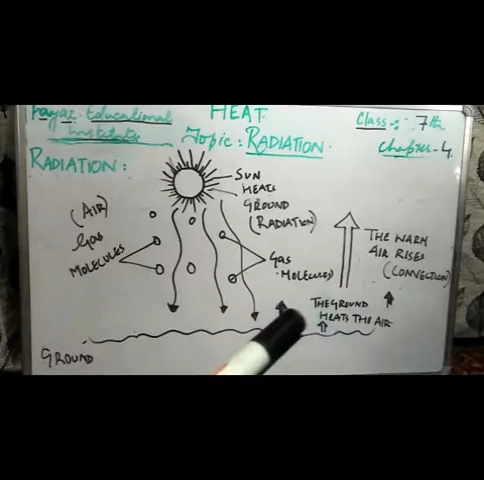 Fayaz Educational
Institute
HEAT
Topic: RADIATION
Class-: 7th
Chapter-4
RADIATION:
SUN
HEATS
GROUND
(RADIATION)
(AIR)
Gas
MOLECULES
Gas
MOLECULES
THE WARM
AIR RISES
(CONVECTION)
THE GROUND
HEATS THE AIR
GROUND